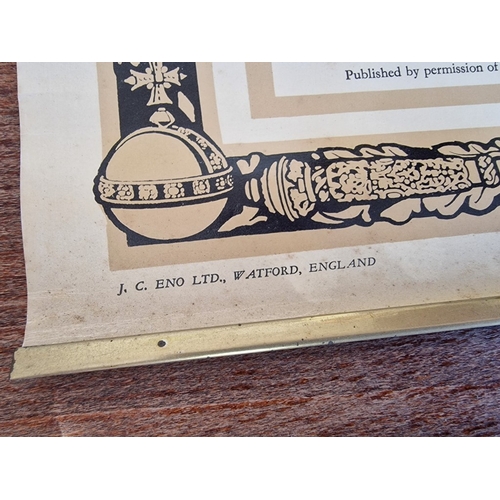 Published by permission of
J. C. ENO LTD., WATFORD, ENGLAND